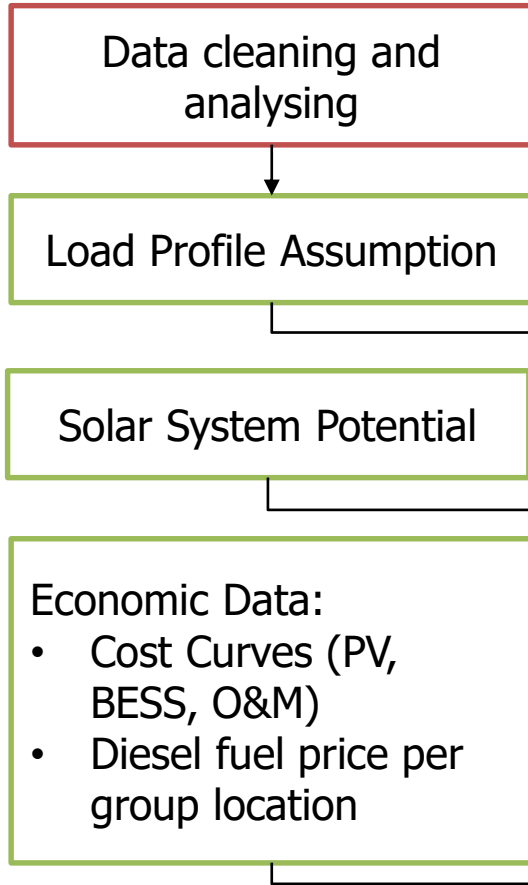 Data cleaning and
analysing
Load Profile Assumption
Solar System Potential
Economic Data:
• Cost Curves (PV,
BESS, O&M)
• Diesel fuel price per
group location